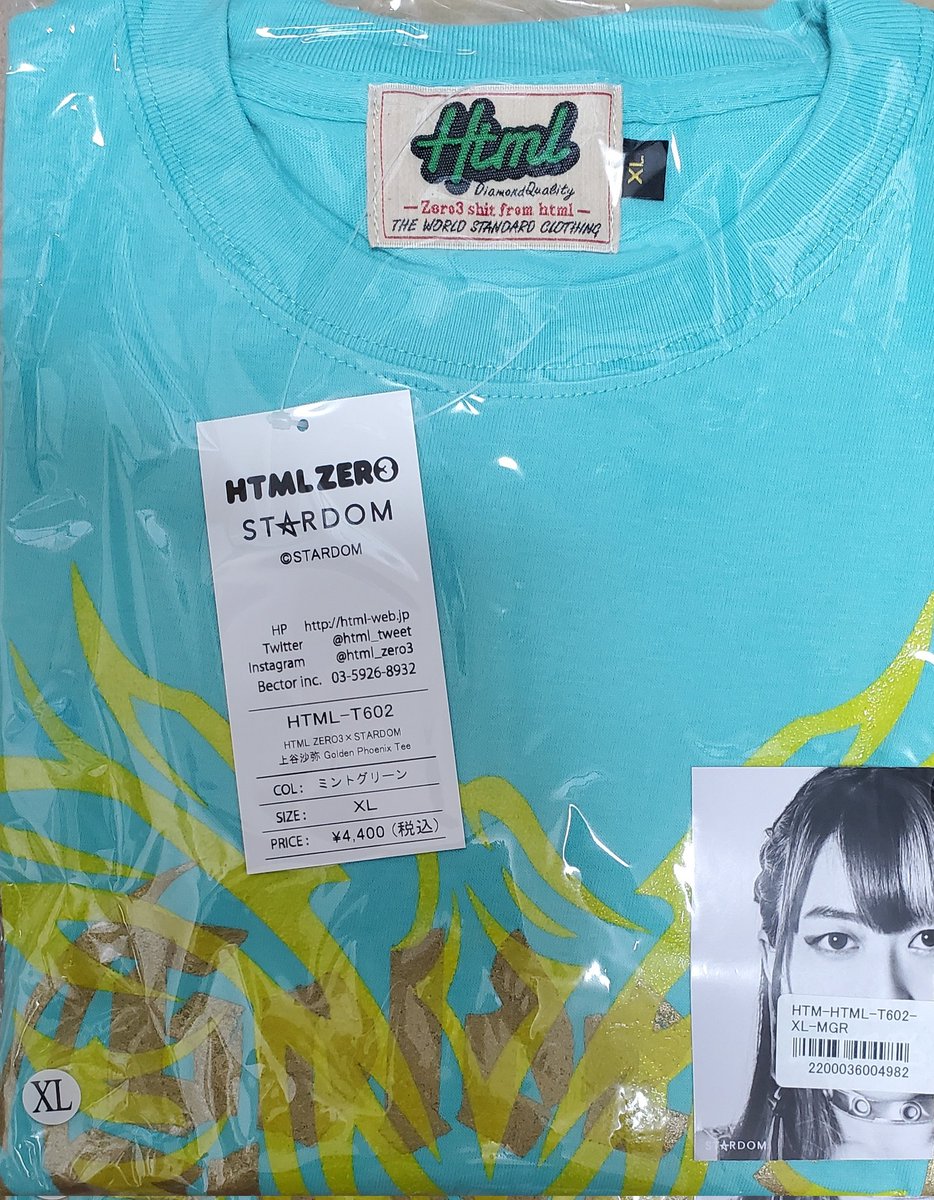 Html
Diamond Quality
— Zero3 shit from html —
THE WORLD STANDARD CLOTHING
XL
HTML ZERO3
STARDOM
©STARDOM
HP http://html-web.jp
Twitter @html_tweet
Instagram @html_zero3
Bector inc. 03-5926-8932
HTML-T602
HTML ZERO3×STARDOM
上谷沙弥 Golden Phoenix Tee
COL: ミントグリーン
SIZE: XL
PRICE: ¥4,400 (税込)
HTM-HTML-T602-
XL-MGR
2200036004982
STARDOM
XL